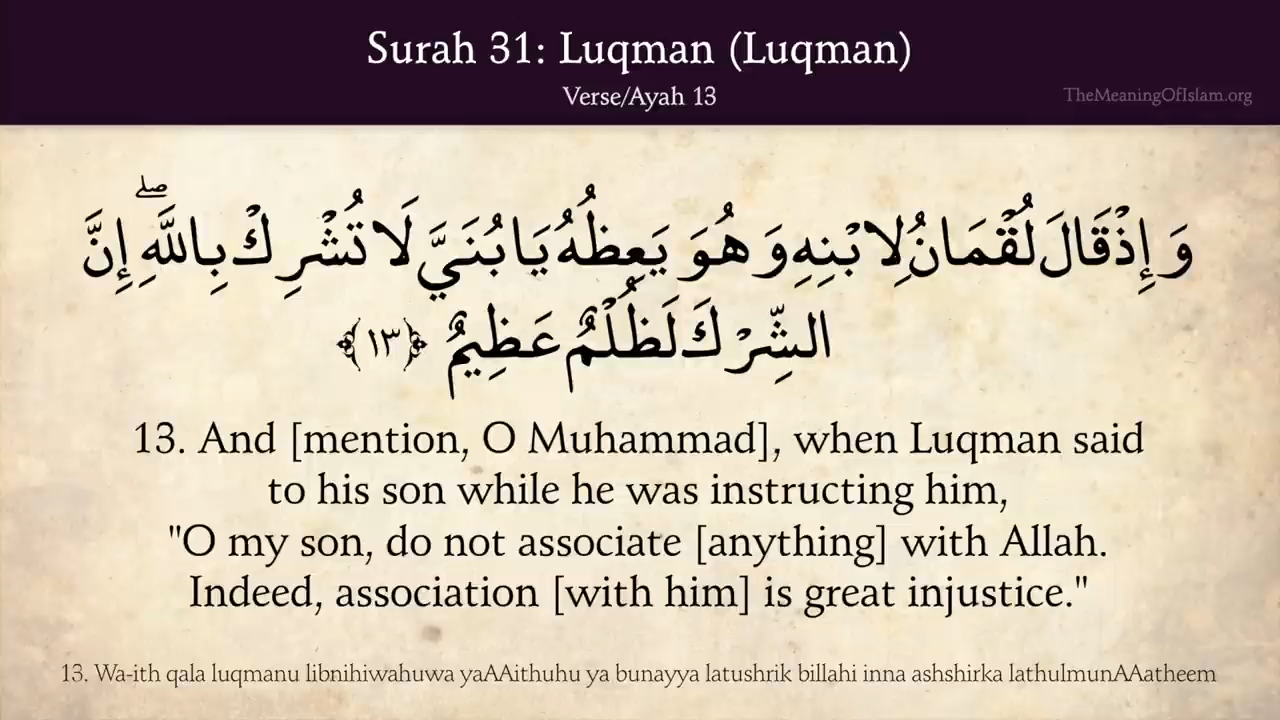 Surah 31: Luqman (Luqman)
Verse/Ayah 13
TheMeaningOfIslam.org
وَإِذْ قَالَ لُقْمَانُ لِابْنِهِ وَهُوَ يَعِظُهُ يَا بُنَيَّ لَا تُشْرِكْ بِاللَّهِ ۖ إِنَّ
الشِّرْكَ لَظُلْمٌ عَظِيمٌ ﴿١٣﴾
13. And [mention, O Muhammad], when Luqman said
to his son while he was instructing him,
"O my son, do not associate [anything] with Allah.
Indeed, association [with him] is great injustice."
13. Wa-ith qala luqmanu libnihiwahuwa yaAAithuhu ya bunayya latushrik billahi inna ashshirka lathulmunAAatheem